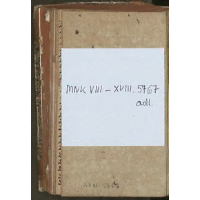 MNK VIII – XVIII. 5767
adl.